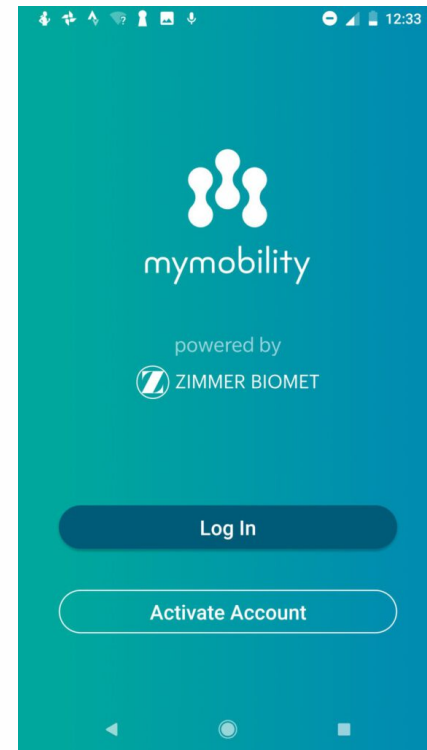 12:33
mymobility
powered by
ZIMMER BIOMET
Log In
Activate Account